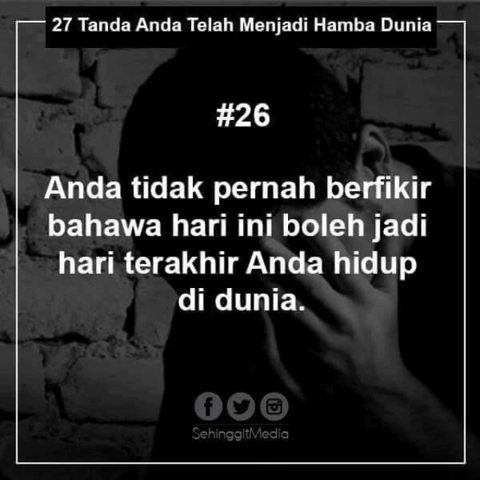 27 Tanda Anda Telah Menjadi Hamba Dunia
#26
Anda tidak pernah berfikir
bahawa hari ini boleh jadi
hari terakhir Anda hidup
di dunia.
SehinggitMedia